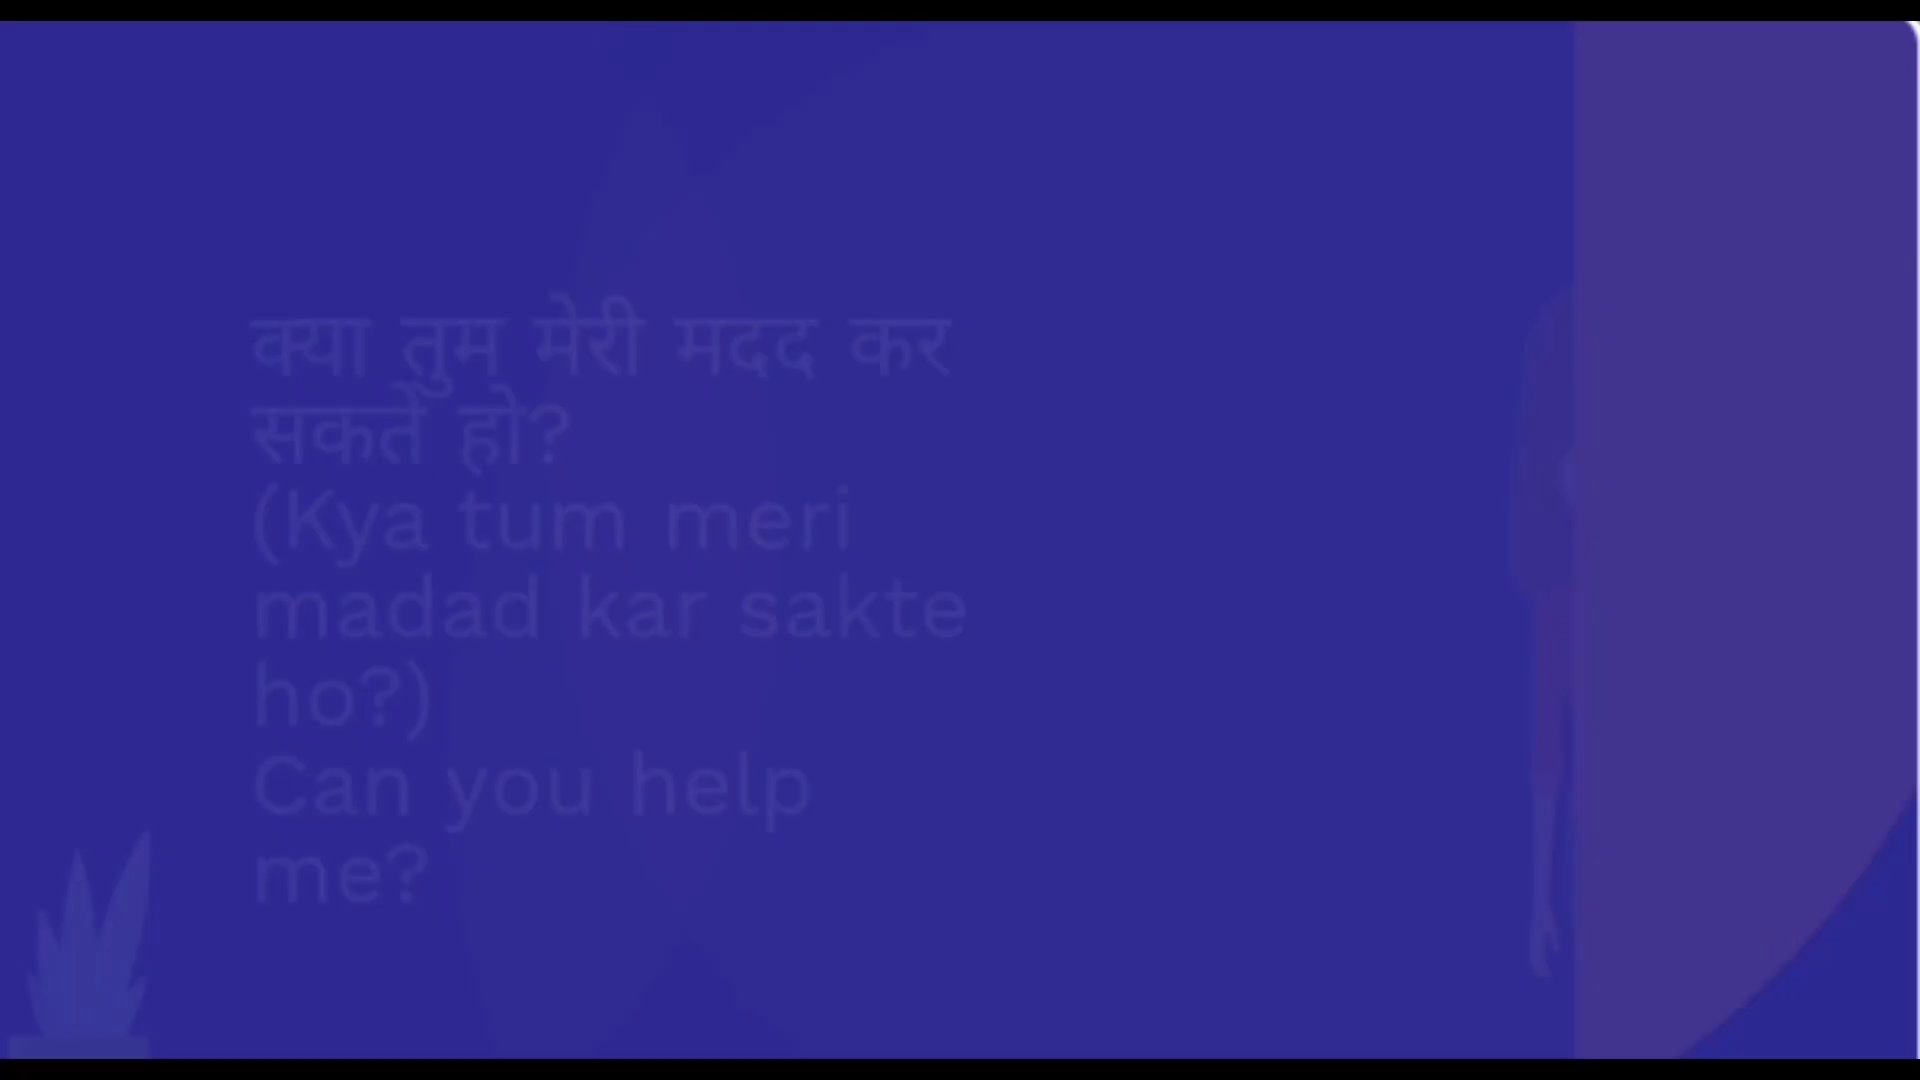 क्या तुम मेरी मदद कर
सकते हो?
(Kya tum meri
madad kar sakte
ho?)
Can you help
me?